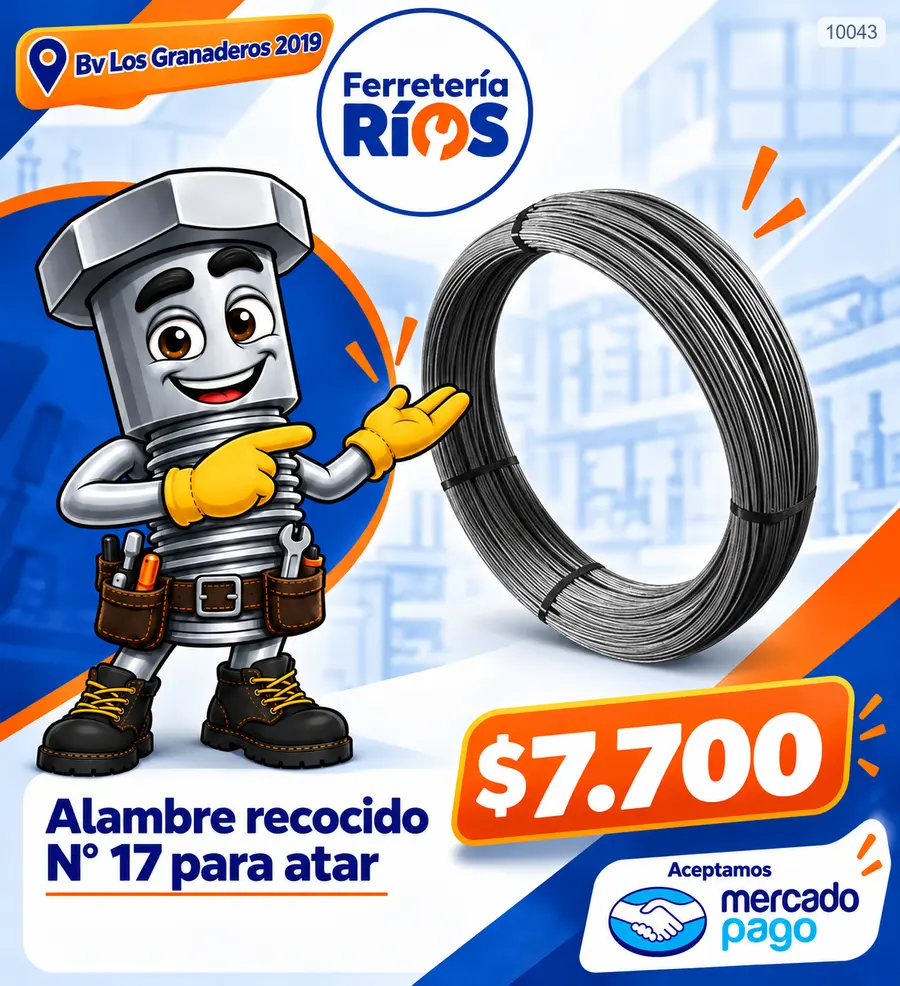 Bv Los Granaderos 2019
Ferretería
Ríos
10043
$7.700
Alambre recocido
N° 17 para atar
Aceptamos
mercado
pago